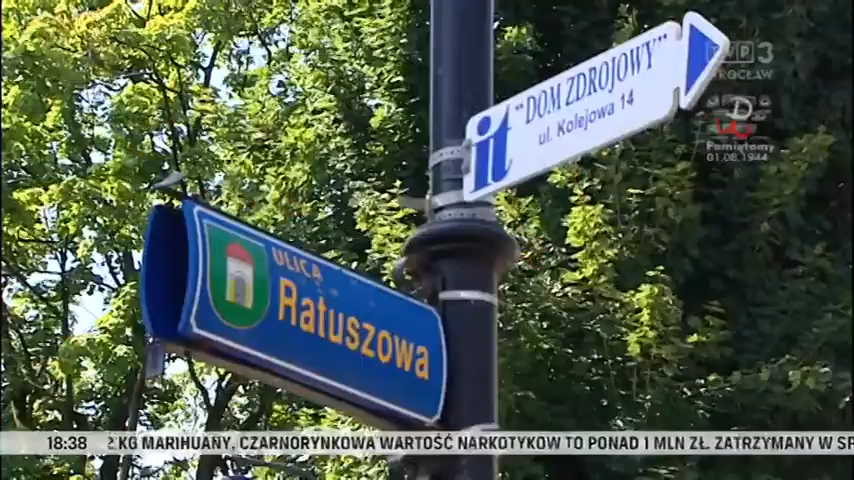 TVP3
WROCŁAW
Pamiętamy
01.08.1944
it "DOM ZDROJOWY"
ul. Kolejowa 14
ULICA
Ratuszowa
18:38 2 KG MARIHUANY, CZARNORYNKOWA WARTOŚĆ NARKOTYKÓW TO PONAD 1 MLN ZŁ. ZATRZYMANY W SP